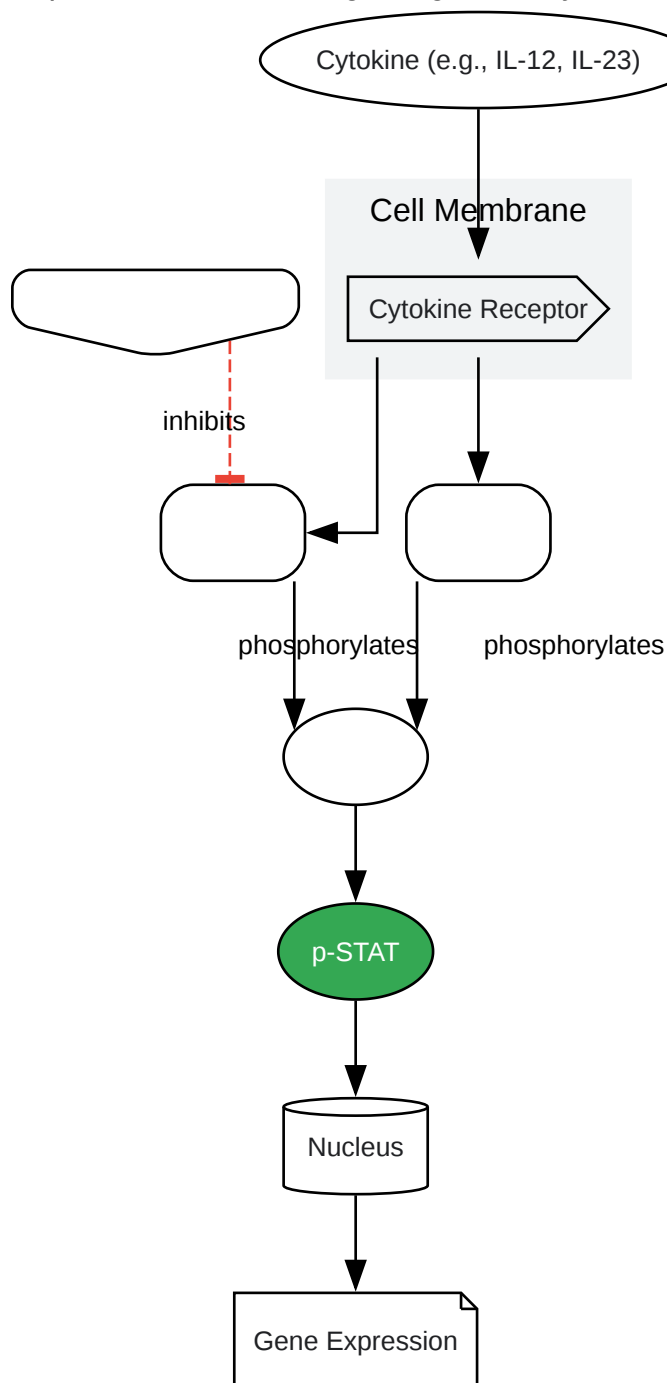 Cytokine (e.g., IL-12, IL-23)
Cell Membrane
Cytokine Receptor
inhibits
phosphorylates
phosphorylates
p-STAT
Nucleus
Gene Expression